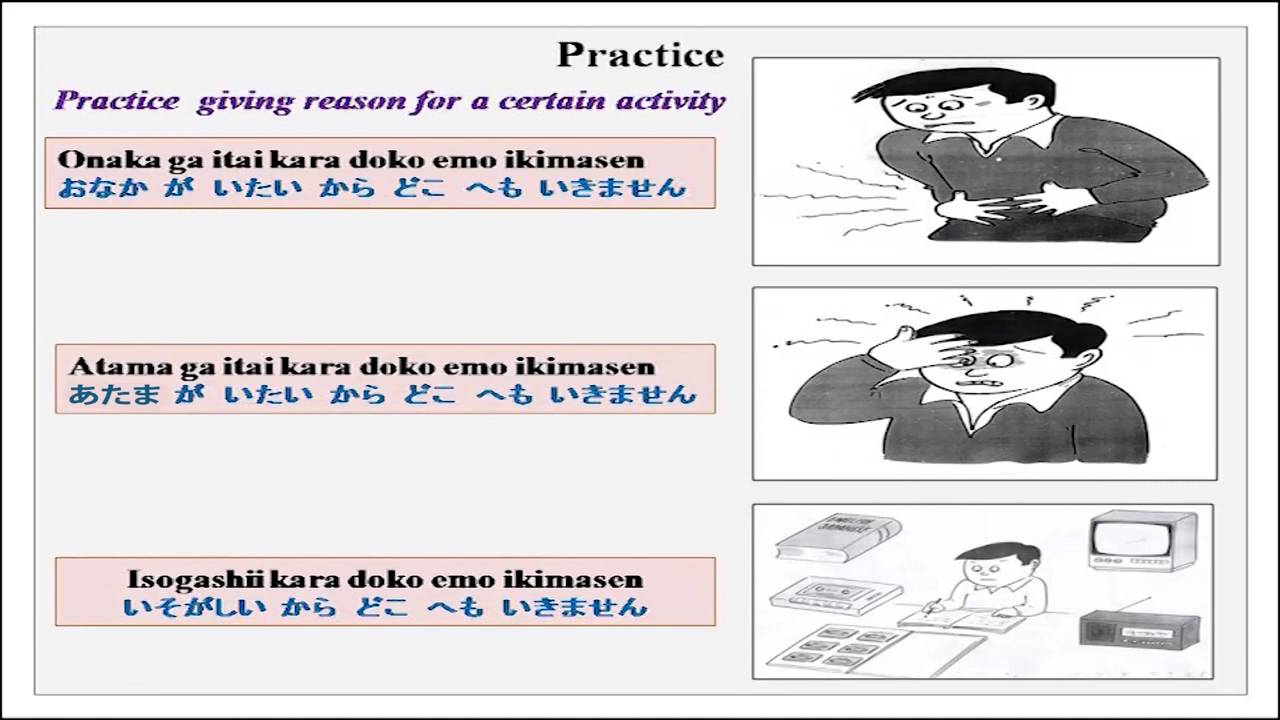 Practice
Practice giving reason for a certain activity
Onaka ga itai kara doko emo ikimasen
おなか が いたい から どこ へも いきません
Atama ga itai kara doko emo ikimasen
あたま が いたい から どこ へも いきません
Isogashii kara doko emo ikimasen
いそがしい から どこ へも いきません
ENGLISH